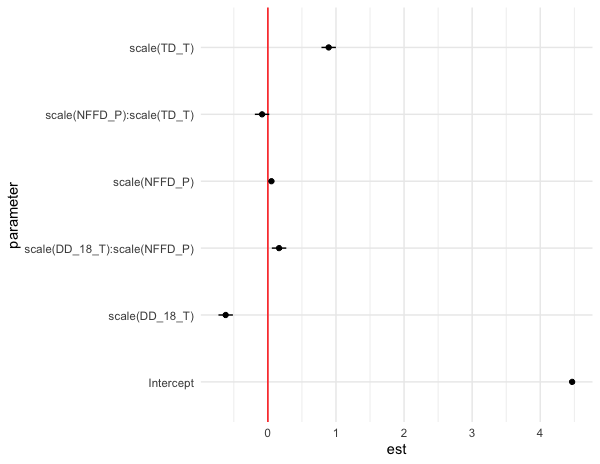 scale(TD_T)
scale(NFFD_P):scale(TD_T)
scale(NFFD_P)
scale(DD_18_T):scale(NFFD_P)
scale(DD_18_T)
Intercept
parameter
0 1 2 3 4
est